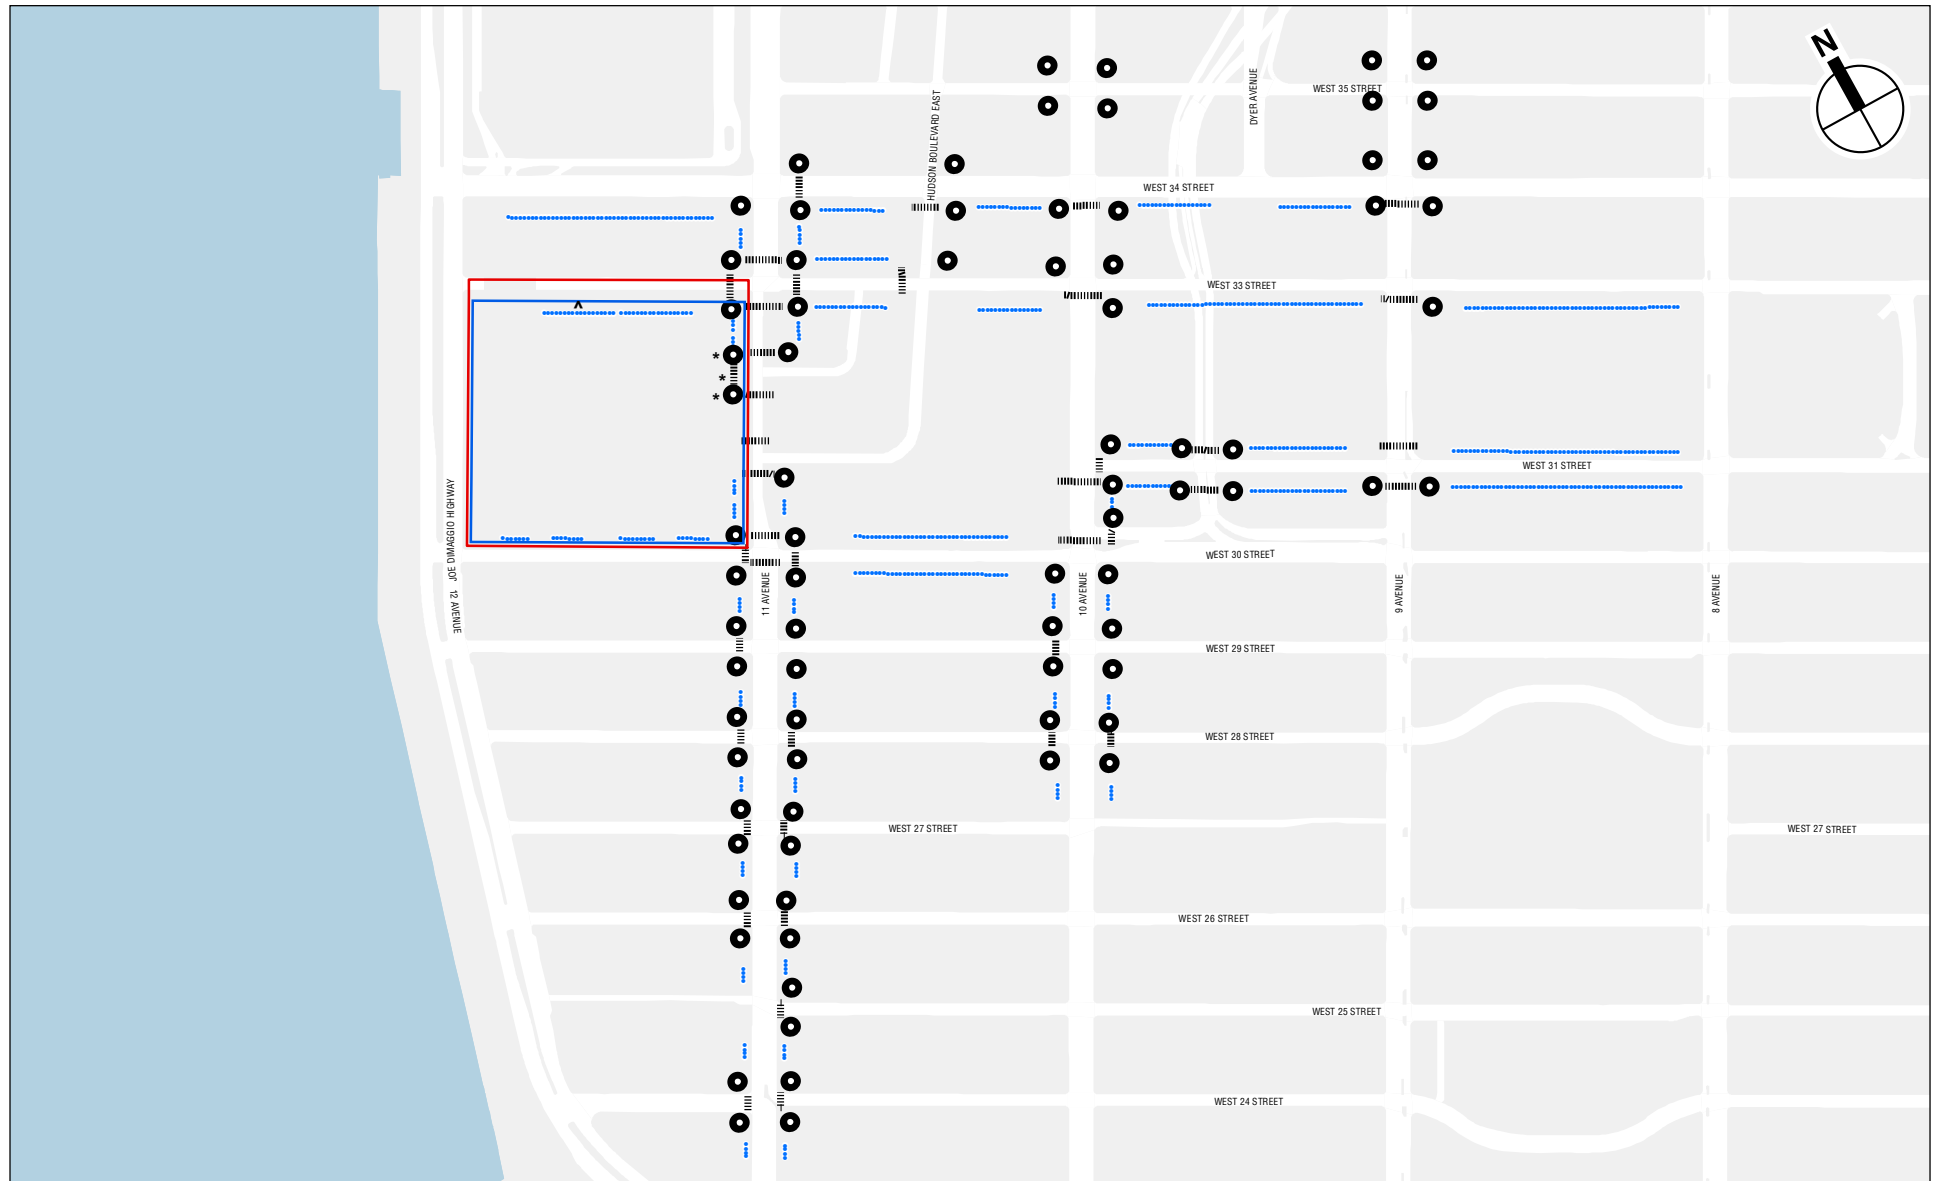 N
WEST 35 STREET
DYER AVENUE
HUDSON BOULEVARD EAST
WEST 34 STREET
WEST 33 STREET
^
*
*
*
WEST 31 STREET
JOE DIMAGGIO HIGHWAY
12 AVENUE
WEST 30 STREET
11 AVENUE
10 AVENUE
9 AVENUE
8 AVENUE
WEST 29 STREET
WEST 28 STREET
WEST 27 STREET
WEST 27 STREET
WEST 26 STREET
WEST 25 STREET
WEST 24 STREET